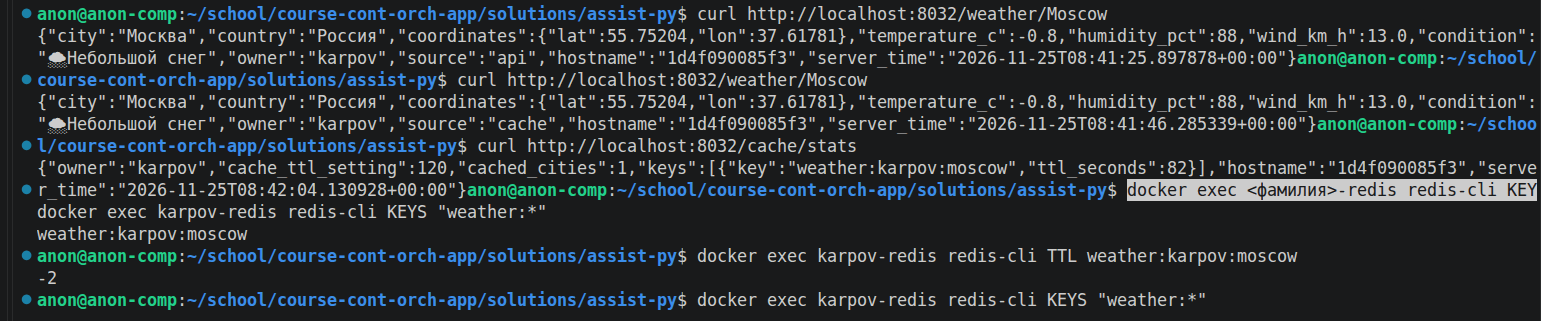 anon@anon-comp:~/school/course-cont-orch-app/solutions/assist-py$ curl http://localhost:8032/weather/Moscow
{"city":"Москва","country":"Россия","coordinates":{"lat":55.75204,"lon":37.61781},"temperature_c":-0.8,"humidity_pct":88,"wind_km_h":13.0,"condition":
"🌨Небольшой снег","owner":"karpov","source":"api","hostname":"1d4f090085f3","server_time":"2026-11-25T08:41:25.897878+00:00"}anon@anon-comp:~/school/
course-cont-orch-app/solutions/assist-py$ curl http://localhost:8032/weather/Moscow
{"city":"Москва","country":"Россия","coordinates":{"lat":55.75204,"lon":37.61781},"temperature_c":-0.8,"humidity_pct":88,"wind_km_h":13.0,"condition":
"🌨Небольшой снег","owner":"karpov","source":"cache","hostname":"1d4f090085f3","server_time":"2026-11-25T08:41:46.285339+00:00"}anon@anon-comp:~/schoo
l/course-cont-orch-app/solutions/assist-py$ curl http://localhost:8032/cache/stats
{"owner":"karpov","cache_ttl_setting":120,"cached_cities":1,"keys":[{"key":"weather:karpov:moscow","ttl_seconds":82}],"hostname":"1d4f090085f3","serve
r_time":"2026-11-25T08:42:04.130928+00:00"}anon@anon-comp:~/school/course-cont-orch-app/solutions/assist-py$ docker exec <фамилия>-redis redis-cli KEY
docker exec karpov-redis redis-cli KEYS "weather:*"
weather:karpov:moscow
anon@anon-comp:~/school/course-cont-orch-app/solutions/assist-py$ docker exec karpov-redis redis-cli TTL weather:karpov:moscow
-2
anon@anon-comp:~/school/course-cont-orch-app/solutions/assist-py$ docker exec karpov-redis redis-cli KEYS "weather:*"